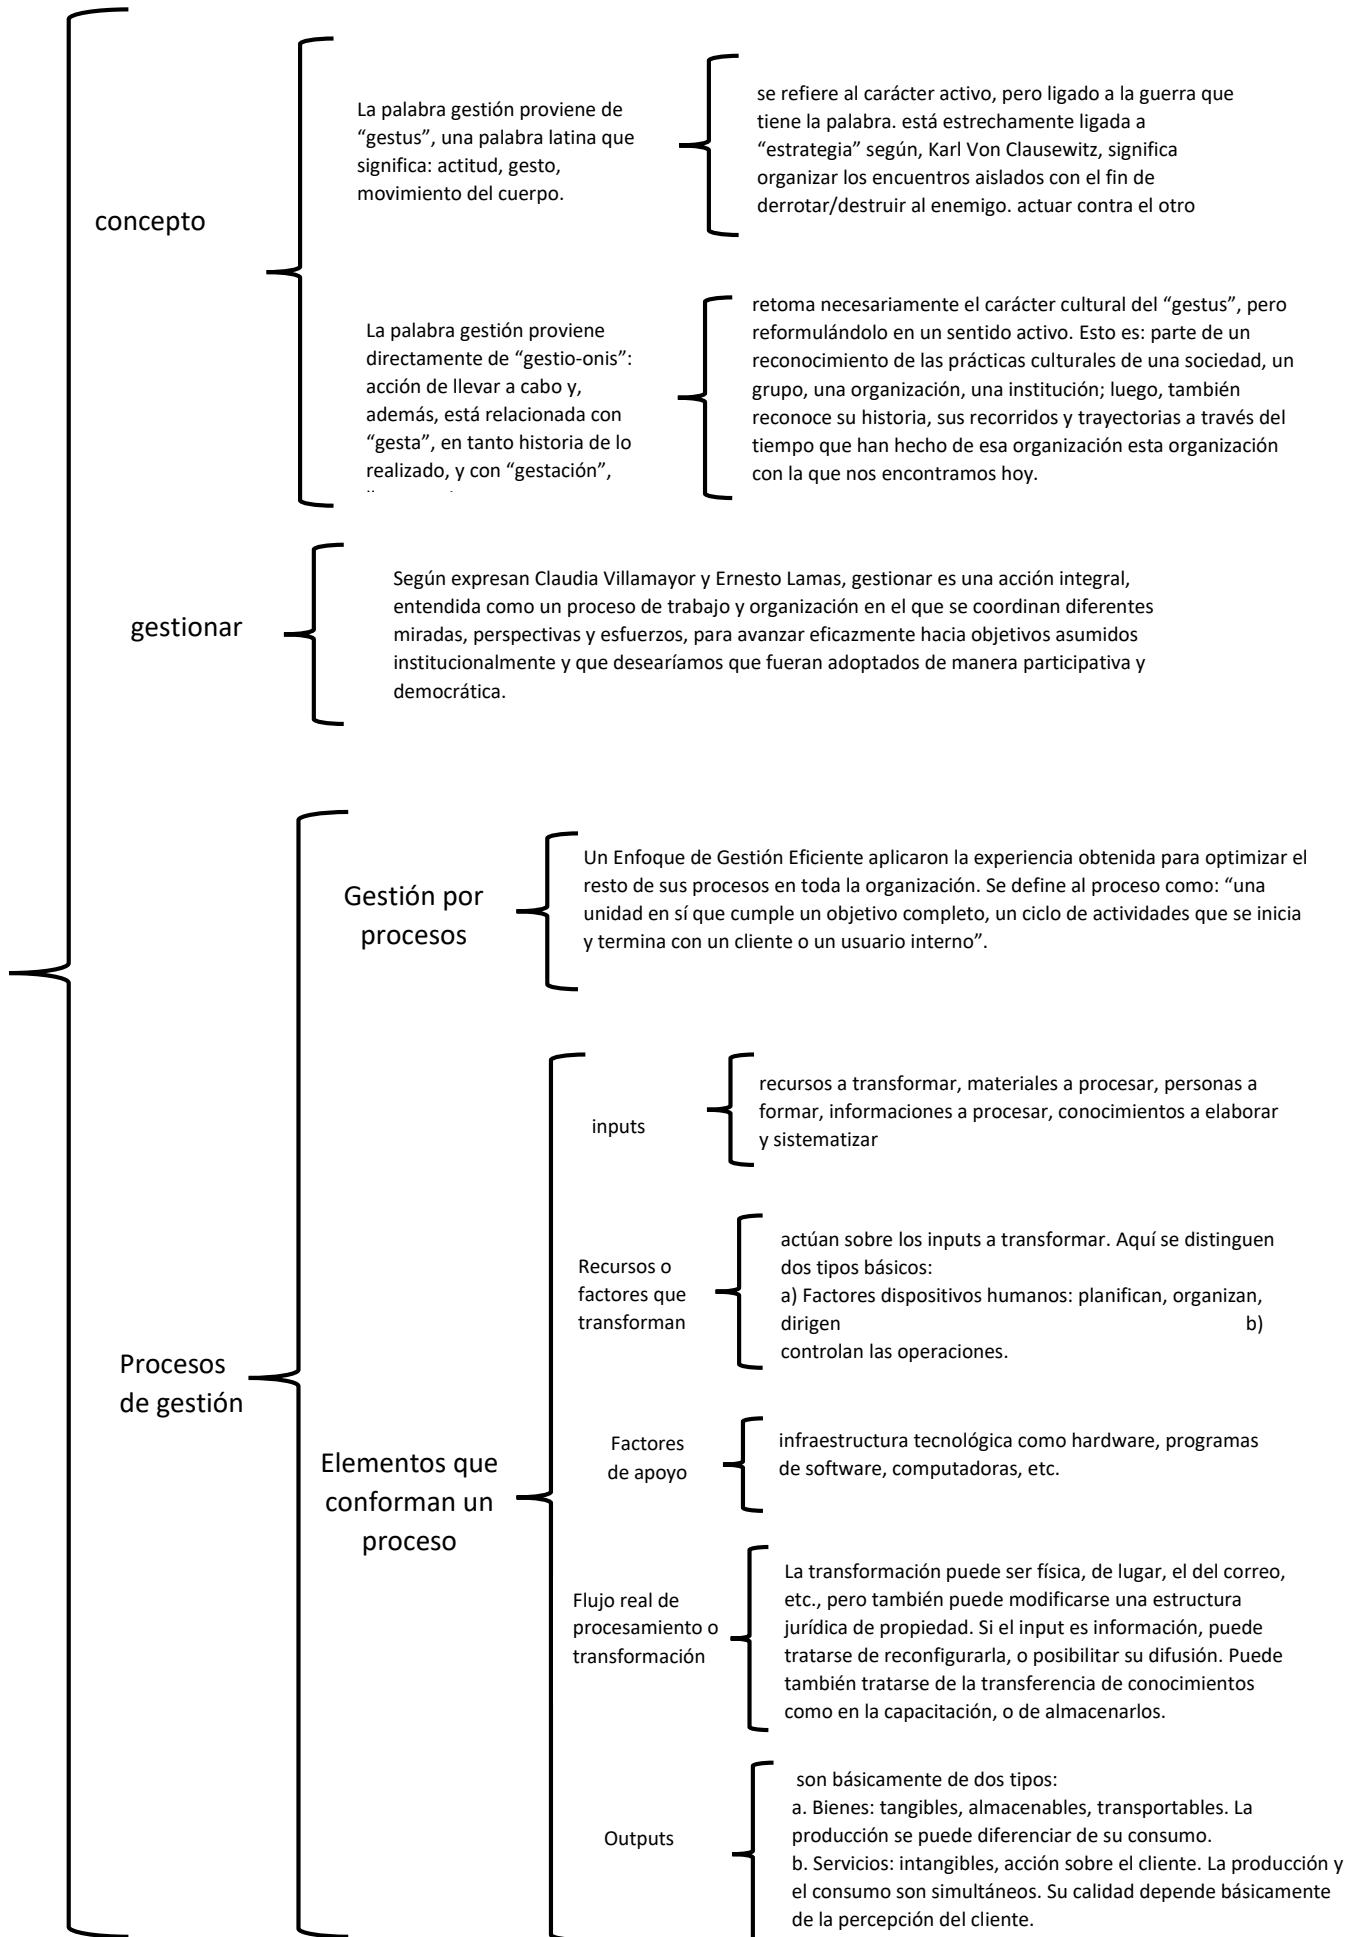 concepto
La palabra gestión proviene de
“gestus”, una palabra latina que
significa: actitud, gesto,
movimiento del cuerpo.
se refiere al carácter activo, pero ligado a la guerra que
tiene la palabra. está estrechamente ligada a
“estrategia” según, Karl Von Clausewitz, significa
organizar los encuentros aislados con el fin de
derrotar/destruir al enemigo. actuar contra el otro
La palabra gestión proviene
directamente de “gestio-onis”:
acción de llevar a cabo y,
además, está relacionada con
“gesta”, en tanto historia de lo
realizado, y con “gestación”,
retoma necesariamente el carácter cultural del “gestus”, pero
reformulándolo en un sentido activo. Esto es: parte de un
reconocimiento de las prácticas culturales de una sociedad, un
grupo, una organización, una institución; luego, también
reconoce su historia, sus recorridos y trayectorias a través del
tiempo que han hecho de esa organización esta organización
con la que nos encontramos hoy.
gestionar
Según expresan Claudia Villamayor y Ernesto Lamas, gestionar es una acción integral,
entendida como un proceso de trabajo y organización en el que se coordinan diferentes
miradas, perspectivas y esfuerzos, para avanzar eficazmente hacia objetivos asumidos
institucionalmente y que desearíamos que fueran adoptados de manera participativa y
democrática.
Procesos
de gestión
Gestión por
procesos
Un Enfoque de Gestión Eficiente aplicaron la experiencia obtenida para optimizar el
resto de sus procesos en toda la organización. Se define al proceso como: “una
unidad en sí que cumple un objetivo completo, un ciclo de actividades que se inicia
y termina con un cliente o un usuario interno”.
Elementos que
conforman un
proceso
inputs
recursos a transformar, materiales a procesar, personas a
formar, informaciones a procesar, conocimientos a elaborar
y sistematizar
Recursos o
factores que
transforman
actúan sobre los inputs a transformar. Aquí se distinguen
dos tipos básicos:
a) Factores dispositivos humanos: planifican, organizan,
dirigen b)
controlan las operaciones.
Factores
de apoyo
infraestructura tecnológica como hardware, programas
de software, computadoras, etc.
Flujo real de
procesamiento o
transformación
La transformación puede ser física, de lugar, el del correo,
etc., pero también puede modificarse una estructura
jurídica de propiedad. Si el input es información, puede
tratarse de reconfigurarla, o posibilitar su difusión. Puede
también tratarse de la transferencia de conocimientos
como en la capacitación, o de almacenarlos.
Outputs
son básicamente de dos tipos:
a. Bienes: tangibles, almacenables, transportables. La
producción se puede diferenciar de su consumo.
b. Servicios: intangibles, acción sobre el cliente. La producción y
el consumo son simultáneos. Su calidad depende básicamente
de la percepción del cliente.